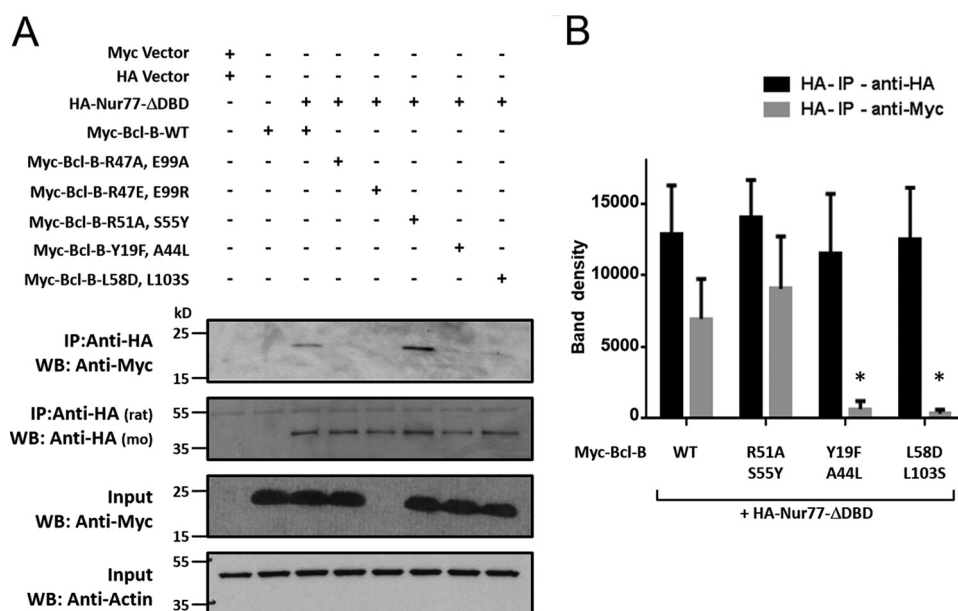 A
Myc Vector + - - - - - - -
HA Vector + - - - - - - -
HA-Nur77-ΔDBD - - + + + + + +
Myc-Bcl-B-WT - + + - - - - -
Myc-Bcl-B-R47A, E99A - - - + - - - -
Myc-Bcl-B-R47E, E99R - - - - + - - -
Myc-Bcl-B-R51A, S55Y - - - - - + - -
Myc-Bcl-B-Y19F, A44L - - - - - - + -
Myc-Bcl-B-L58D, L103S - - - - - - - +
kD
IP:Anti-HA
WB: Anti-Myc
25
15
IP:Anti-HA (rat)
WB: Anti-HA (mo)
55
35
Input
WB: Anti-Myc
25
15
Input
WB: Anti-Actin
55
35
B
HA- IP - anti-HA
HA- IP - anti-Myc
Band density
15000
10000
5000
0
*
*
Myc-Bcl-B
WT
R51A
S55Y
Y19F
A44L
L58D
L103S
+ HA-Nur77-ΔDBD